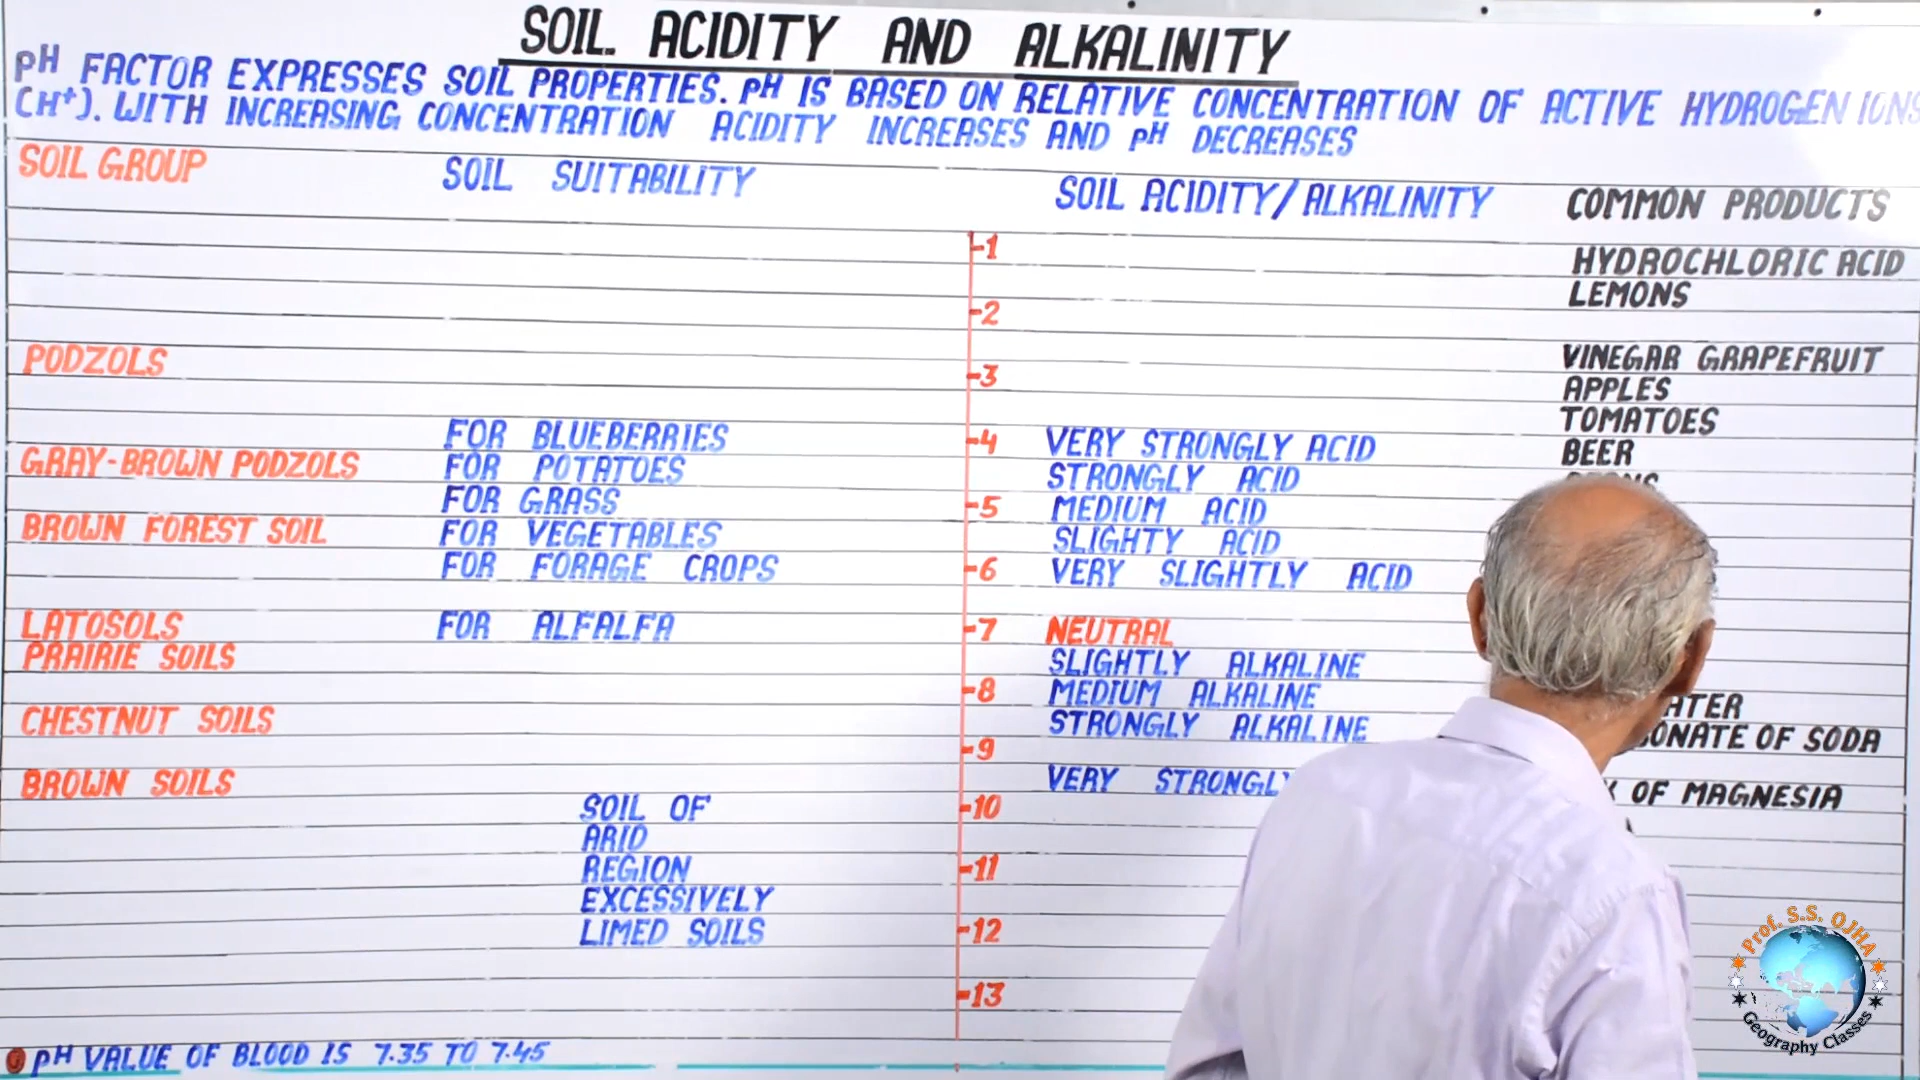 SOIL ACIDITY AND ALKALINITY
pH FACTOR EXPRESSES SOIL PROPERTIES. pH IS BASED ON RELATIVE CONCENTRATION OF ACTIVE HYDROGEN IONS
(H+). WITH INCREASING CONCENTRATION ACIDITY INCREASES AND pH DECREASES
SOIL GROUP SOIL SUITABILITY SOIL ACIDITY/ALKALINITY COMMON PRODUCTS
-1
HYDROCHLORIC ACID
LEMONS
-2
PODZOLS VINEGAR GRAPEFRUIT
-3 APPLES
TOMATOES
FOR BLUEBERRIES -4 VERY STRONGLY ACID BEER
GRAY-BROWN PODZOLS FOR POTATOES STRONGLY ACID
FOR GRASS -5 MEDIUM ACID
BROWN FOREST SOIL FOR VEGETABLES SLIGHTY ACID
FOR FORAGE CROPS -6 VERY SLIGHTLY ACID
LATOSOLS FOR ALFALFA -7 NEUTRAL
PRAIRIE SOILS SLIGHTLY ALKALINE
-8 MEDIUM ALKALINE ATER
CHESTNUT SOILS STRONGLY ALKALINE ONATE OF SODA
-9
BROWN SOILS VERY STRONGL OF MAGNESIA
SOIL OF -10
ARID
REGION -11
EXCESSIVELY
LIMED SOILS -12
-13
pH VALUE OF BLOOD IS 7.35 TO 7.45
Prof. S.S. OJHA
Geography Classes